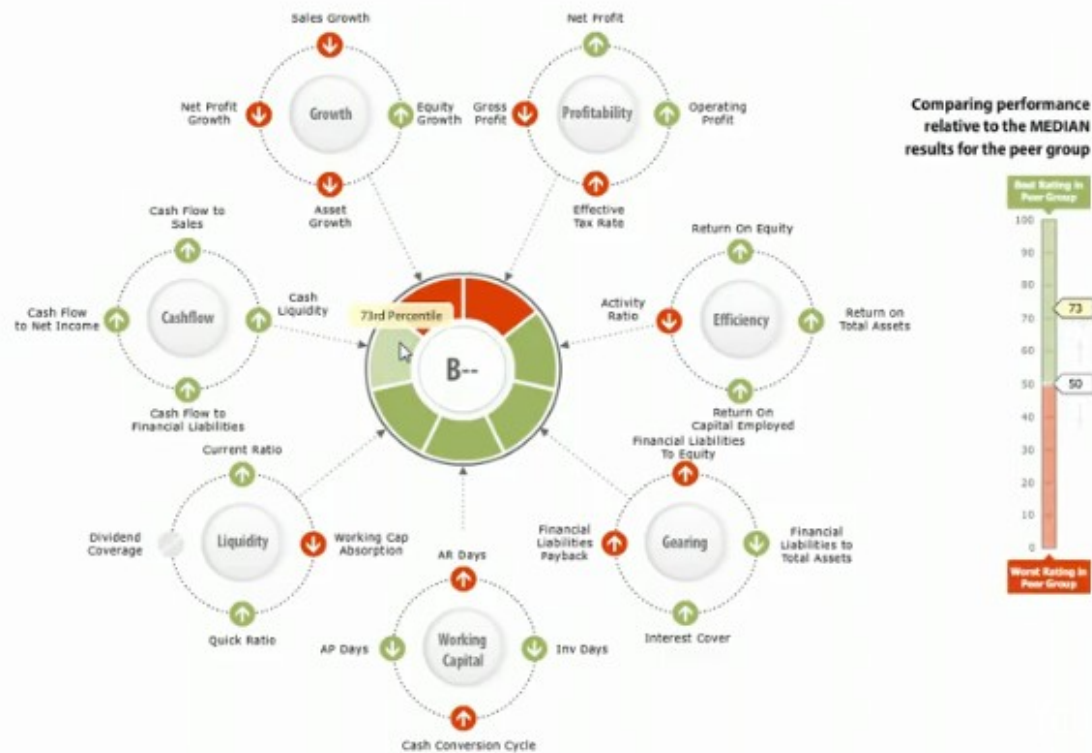 Sales Growth
Net Profit
Growth
Growth
Equity
Growth
Asset
Growth
Net Profit
Gross
Profit
Profitability
Operating
Profit
Effective
Tax Rate
Comparing performance
relative to the MEDIAN
results for the peer group
Cash Flow to
Sales
Cash Flow
to Net Income
Cashflow
Cash
Liquidity
Cash Flow to
Financial Liabilities
73rd Percentile
B--
Return On Equity
Activity
Ratio
Efficiency
Return on
Total Assets
Return On
Capital Employed
Best Rating in
Peer Group
100
90
80
73
70
60
50
50
40
30
20
10
0
Worst Rating in
Peer Group
Current Ratio
Dividend
Coverage
Liquidity
Working Cap
Absorption
Quick Ratio
AR Days
AP Days
Working
Capital
Inv Days
Cash Conversion Cycle
Financial Liabilities
To Equity
Financial
Liabilities
Payback
Gearing
Financial
Liabilities to
Total Assets
Interest Cover